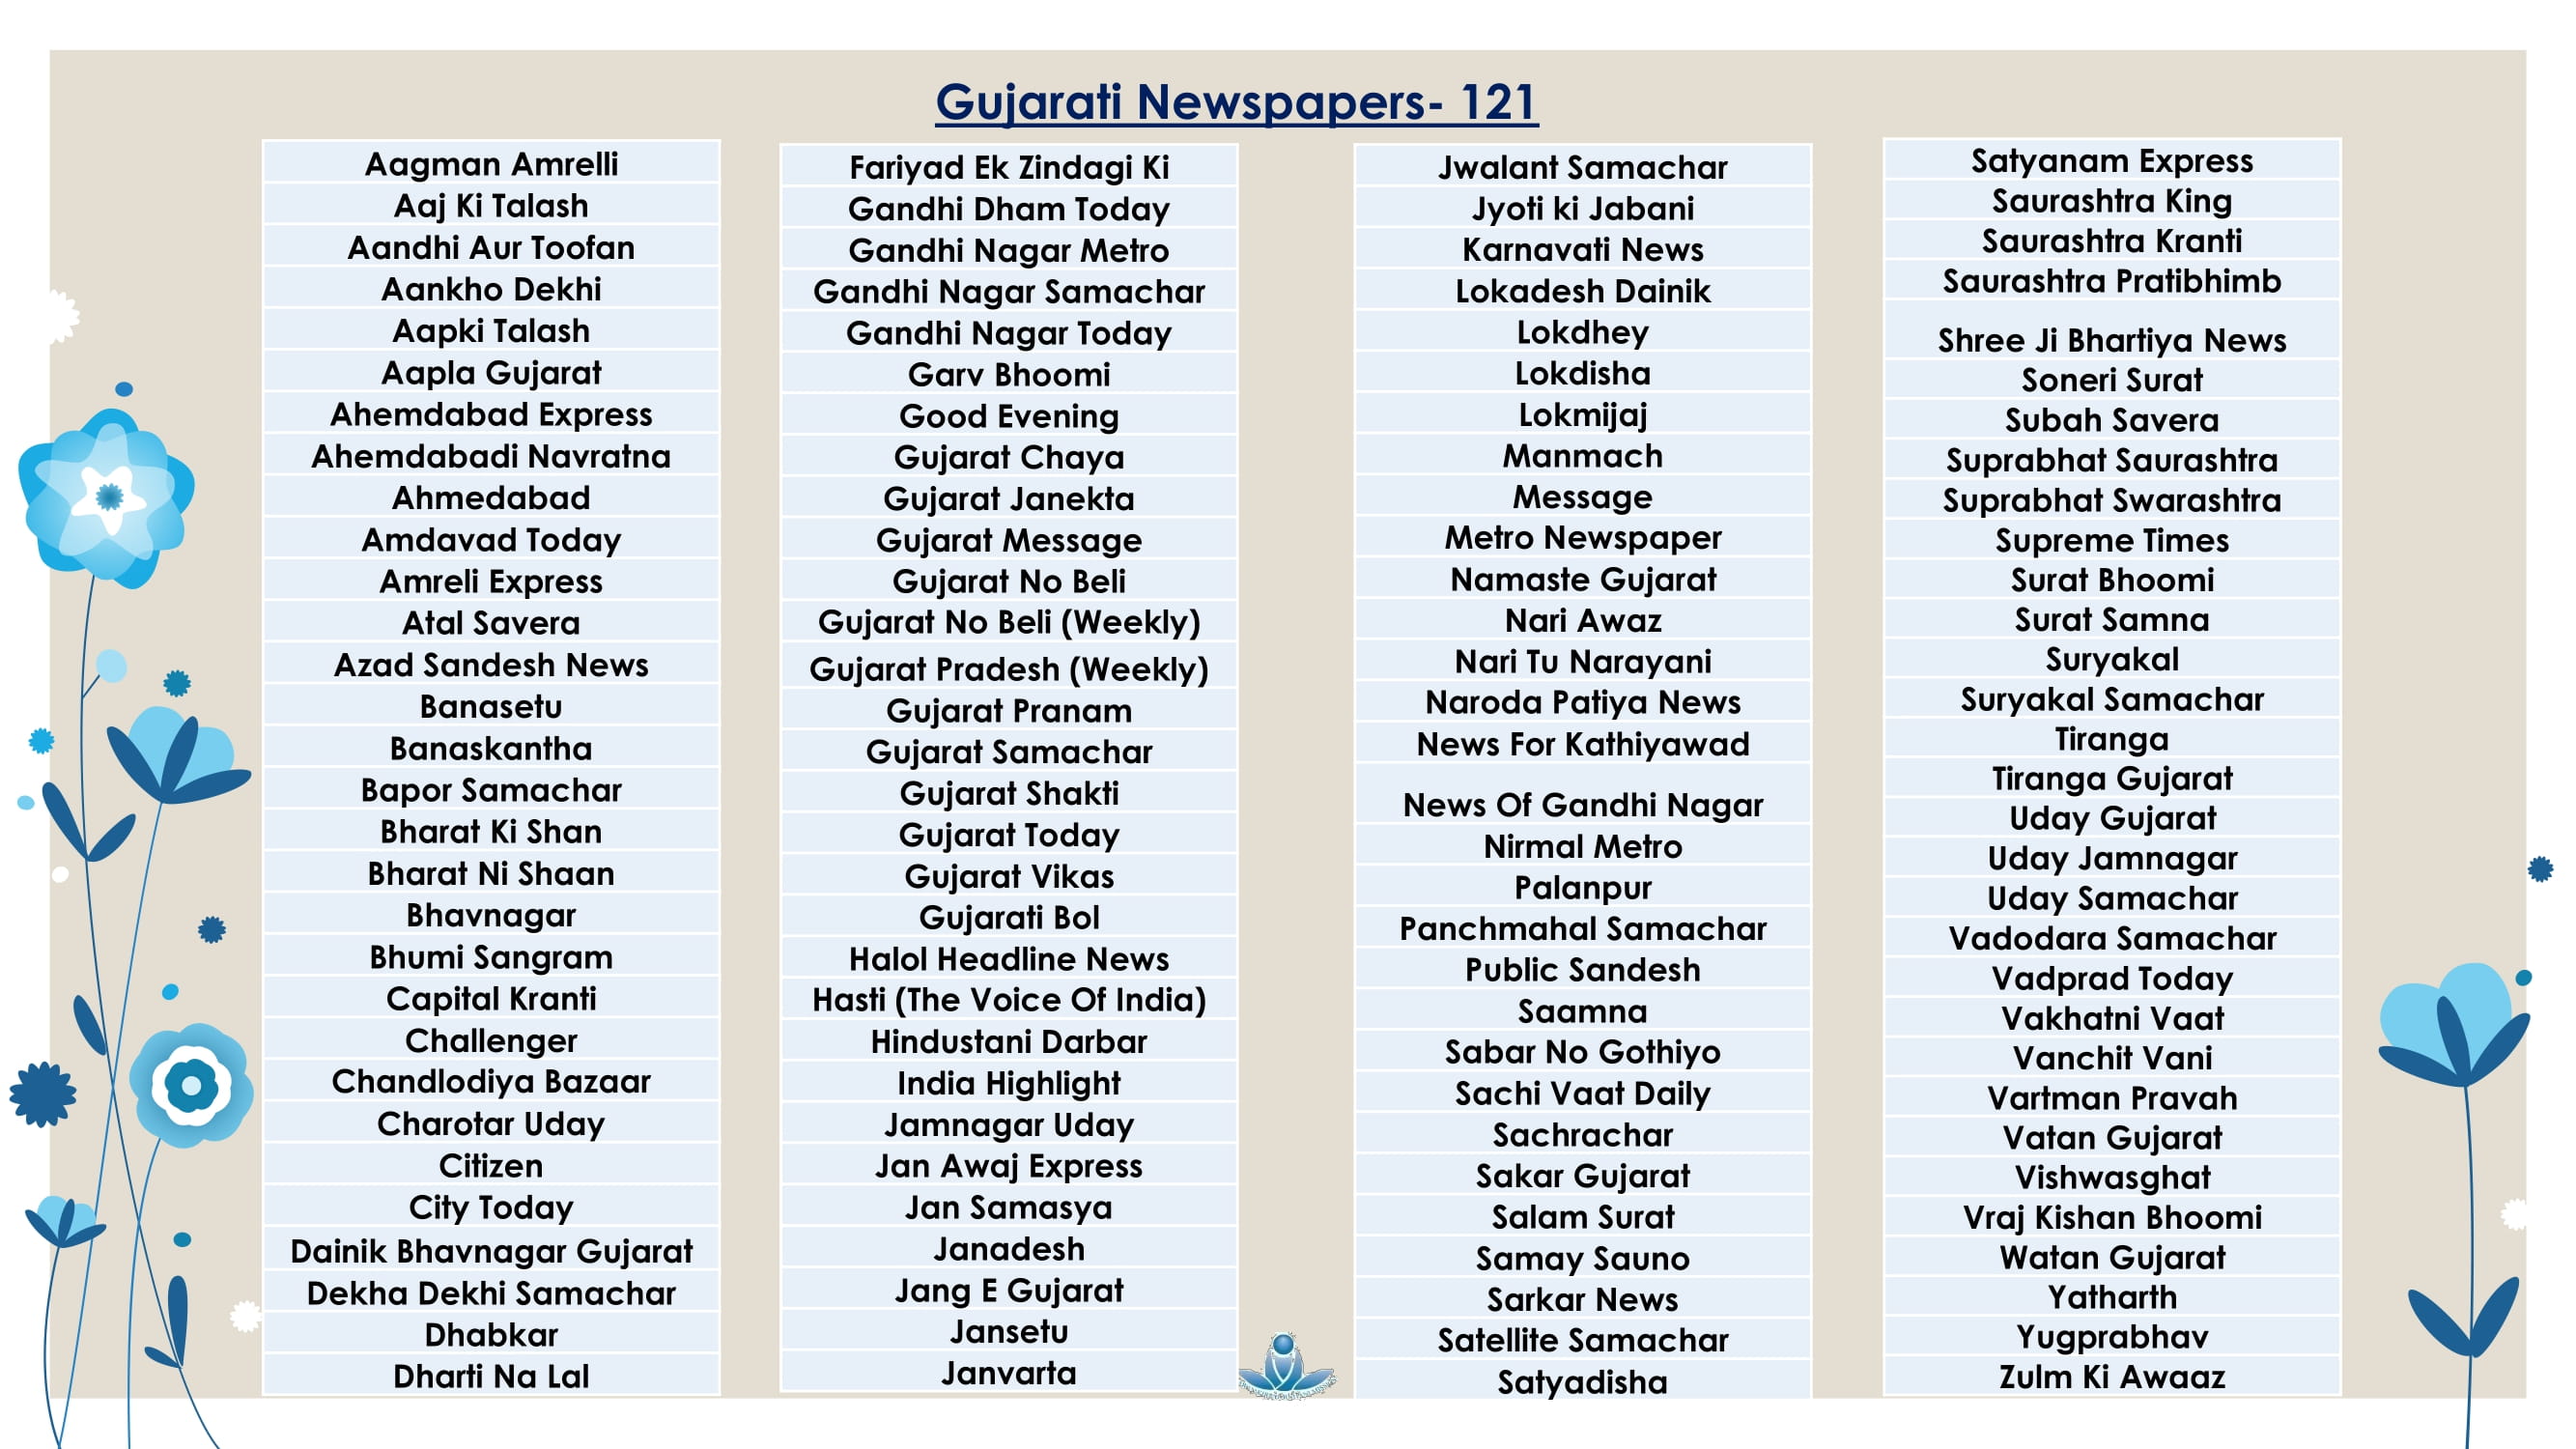 Gujarati Newspapers- 121
Aagman Amrelli
Aaj Ki Talash
Aandhi Aur Toofan
Aankho Dekhi
Aapki Talash
Aapla Gujarat
Ahemdabad Express
Ahemdabadi Navratna
Ahmedabad
Amdavad Today
Amreli Express
Atal Savera
Azad Sandesh News
Banasetu
Banaskantha
Bapor Samachar
Bharat Ki Shan
Bharat Ni Shaan
Bhavnagar
Bhumi Sangram
Capital Kranti
Challenger
Chandlodiya Bazaar
Charotar Uday
Citizen
City Today
Dainik Bhavnagar Gujarat
Dekha Dekhi Samachar
Dhabkar
Dharti Na Lal
Fariyad Ek Zindagi Ki
Gandhi Dham Today
Gandhi Nagar Metro
Gandhi Nagar Samachar
Gandhi Nagar Today
Garv Bhoomi
Good Evening
Gujarat Chaya
Gujarat Janekta
Gujarat Message
Gujarat No Beli
Gujarat No Beli (Weekly)
Gujarat Pradesh (Weekly)
Gujarat Pranam
Gujarat Samachar
Gujarat Shakti
Gujarat Today
Gujarat Vikas
Gujarati Bol
Halol Headline News
Hasti (The Voice Of India)
Hindustani Darbar
India Highlight
Jamnagar Uday
Jan Awaj Express
Jan Samasya
Janadesh
Jang E Gujarat
Jansetu
Janvarta
Jwalant Samachar
Jyoti ki Jabani
Karnavati News
Lokadesh Dainik
Lokdhey
Lokdisha
Lokmijaj
Manmach
Message
Metro Newspaper
Namaste Gujarat
Nari Awaz
Nari Tu Narayani
Naroda Patiya News
News For Kathiyawad
News Of Gandhi Nagar
Nirmal Metro
Palanpur
Panchmahal Samachar
Public Sandesh
Saamna
Sabar No Gothiyo
Sachi Vaat Daily
Sachrachar
Sakar Gujarat
Salam Surat
Samay Sauno
Sarkar News
Satellite Samachar
Satyadisha
Satyanam Express
Saurashtra King
Saurashtra Kranti
Saurashtra Pratibhimb
Shree Ji Bhartiya News
Soneri Surat
Subah Savera
Suprabhat Saurashtra
Suprabhat Swarashtra
Supreme Times
Surat Bhoomi
Surat Samna
Suryakal
Suryakal Samachar
Tiranga
Tiranga Gujarat
Uday Gujarat
Uday Jamnagar
Uday Samachar
Vadodara Samachar
Vadprad Today
Vakhatni Vaat
Vanchit Vani
Vartman Pravah
Vatan Gujarat
Vishwasghat
Vraj Kishan Bhoomi
Watan Gujarat
Yatharth
Yugprabhav
Zulm Ki Awaaz